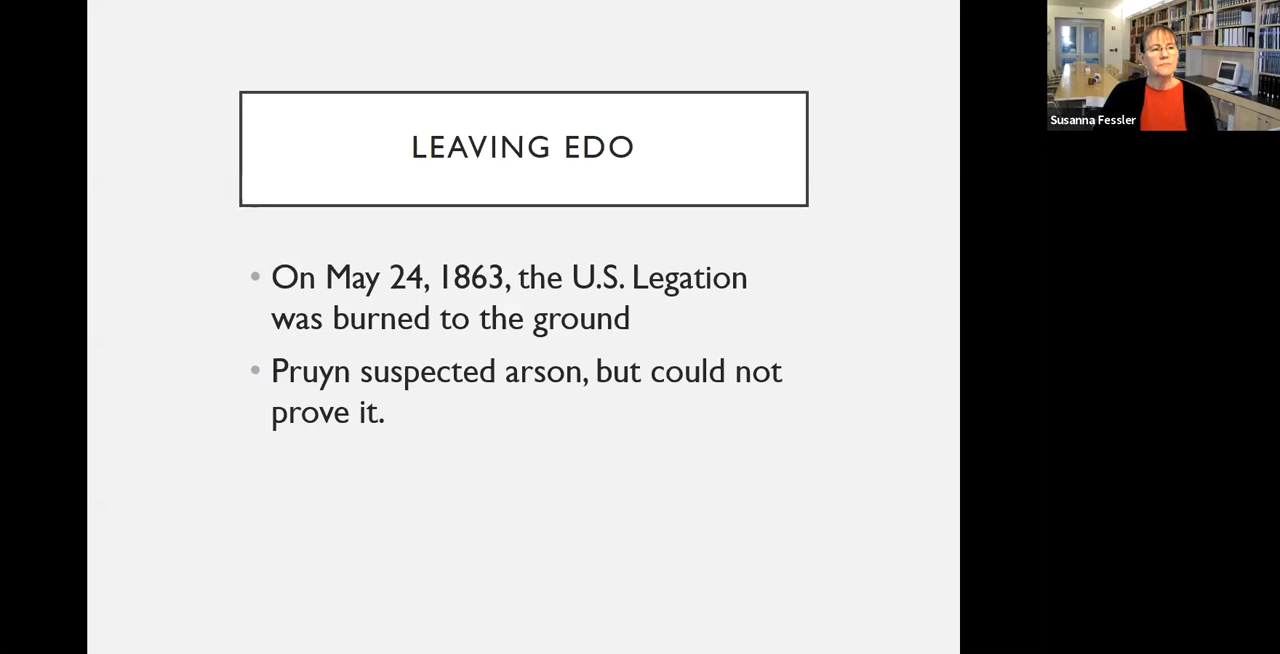 LEAVING EDO
• On May 24, 1863, the U.S. Legation
was burned to the ground
• Pruyn suspected arson, but could not
prove it.
Susanna Fessler